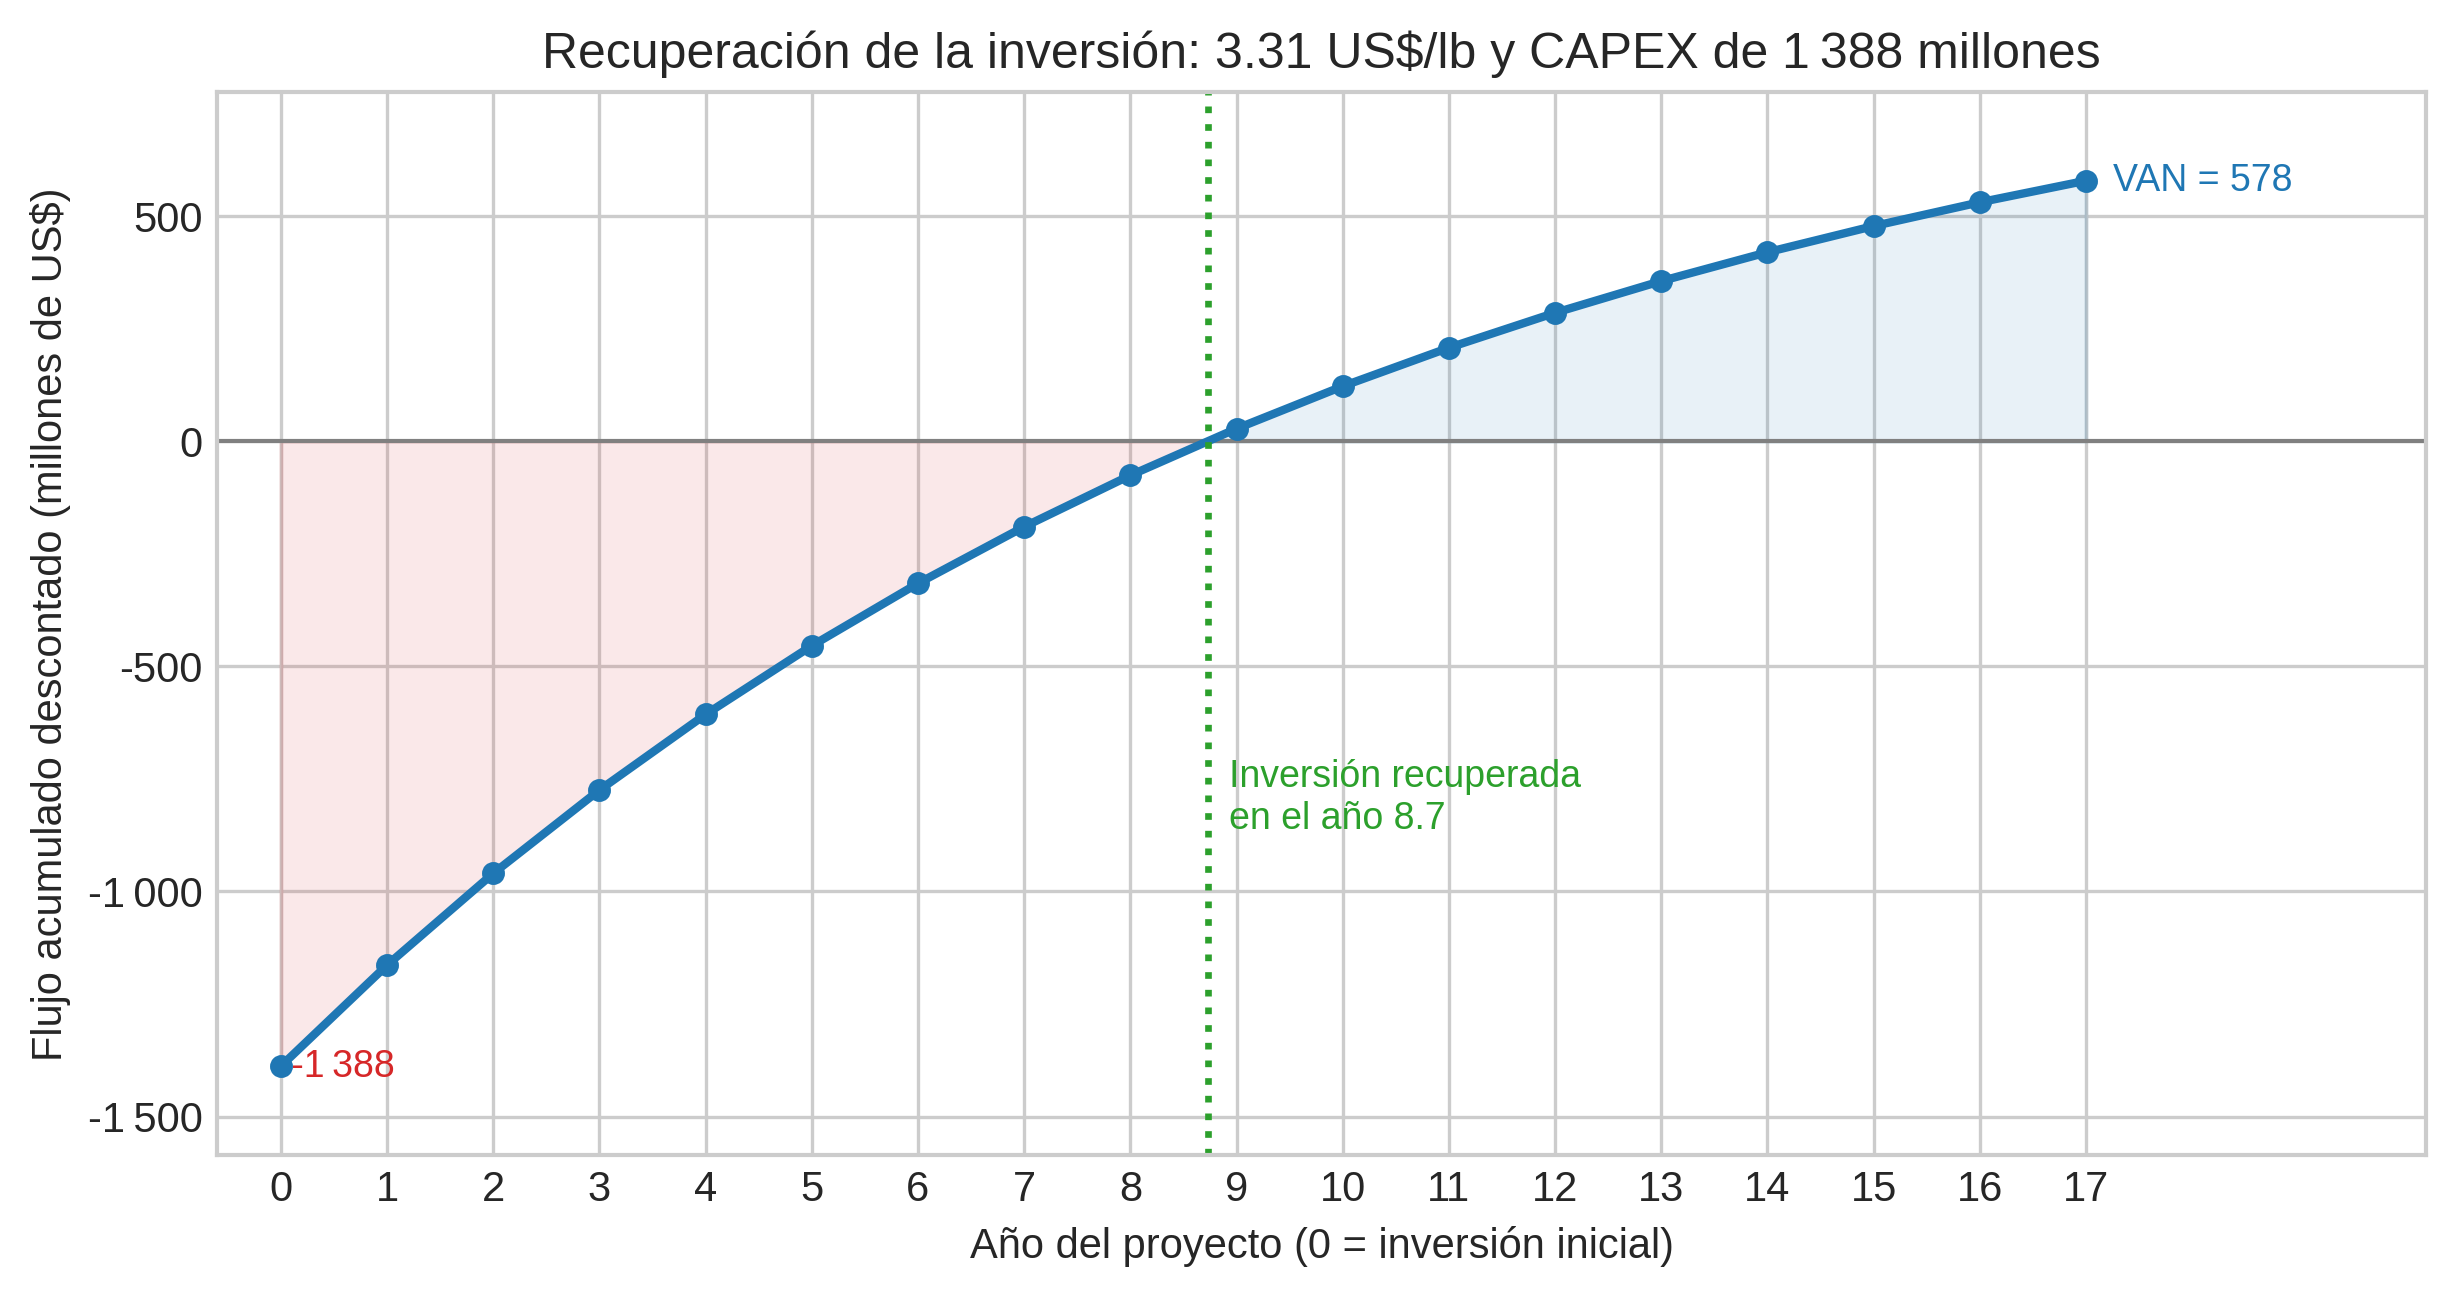 Recuperación de la inversión: 3.31 US$/lb y CAPEX de 1 388 millones
Flujo acumulado descontado (millones de US$)
500
0
-500
-1 000
-1 500
VAN = 578
Inversión recuperada
en el año 8.7
-1 388
0 1 2 3 4 5 6 7 8 9 10 11 12 13 14 15 16 17
Año del proyecto (0 = inversión inicial)